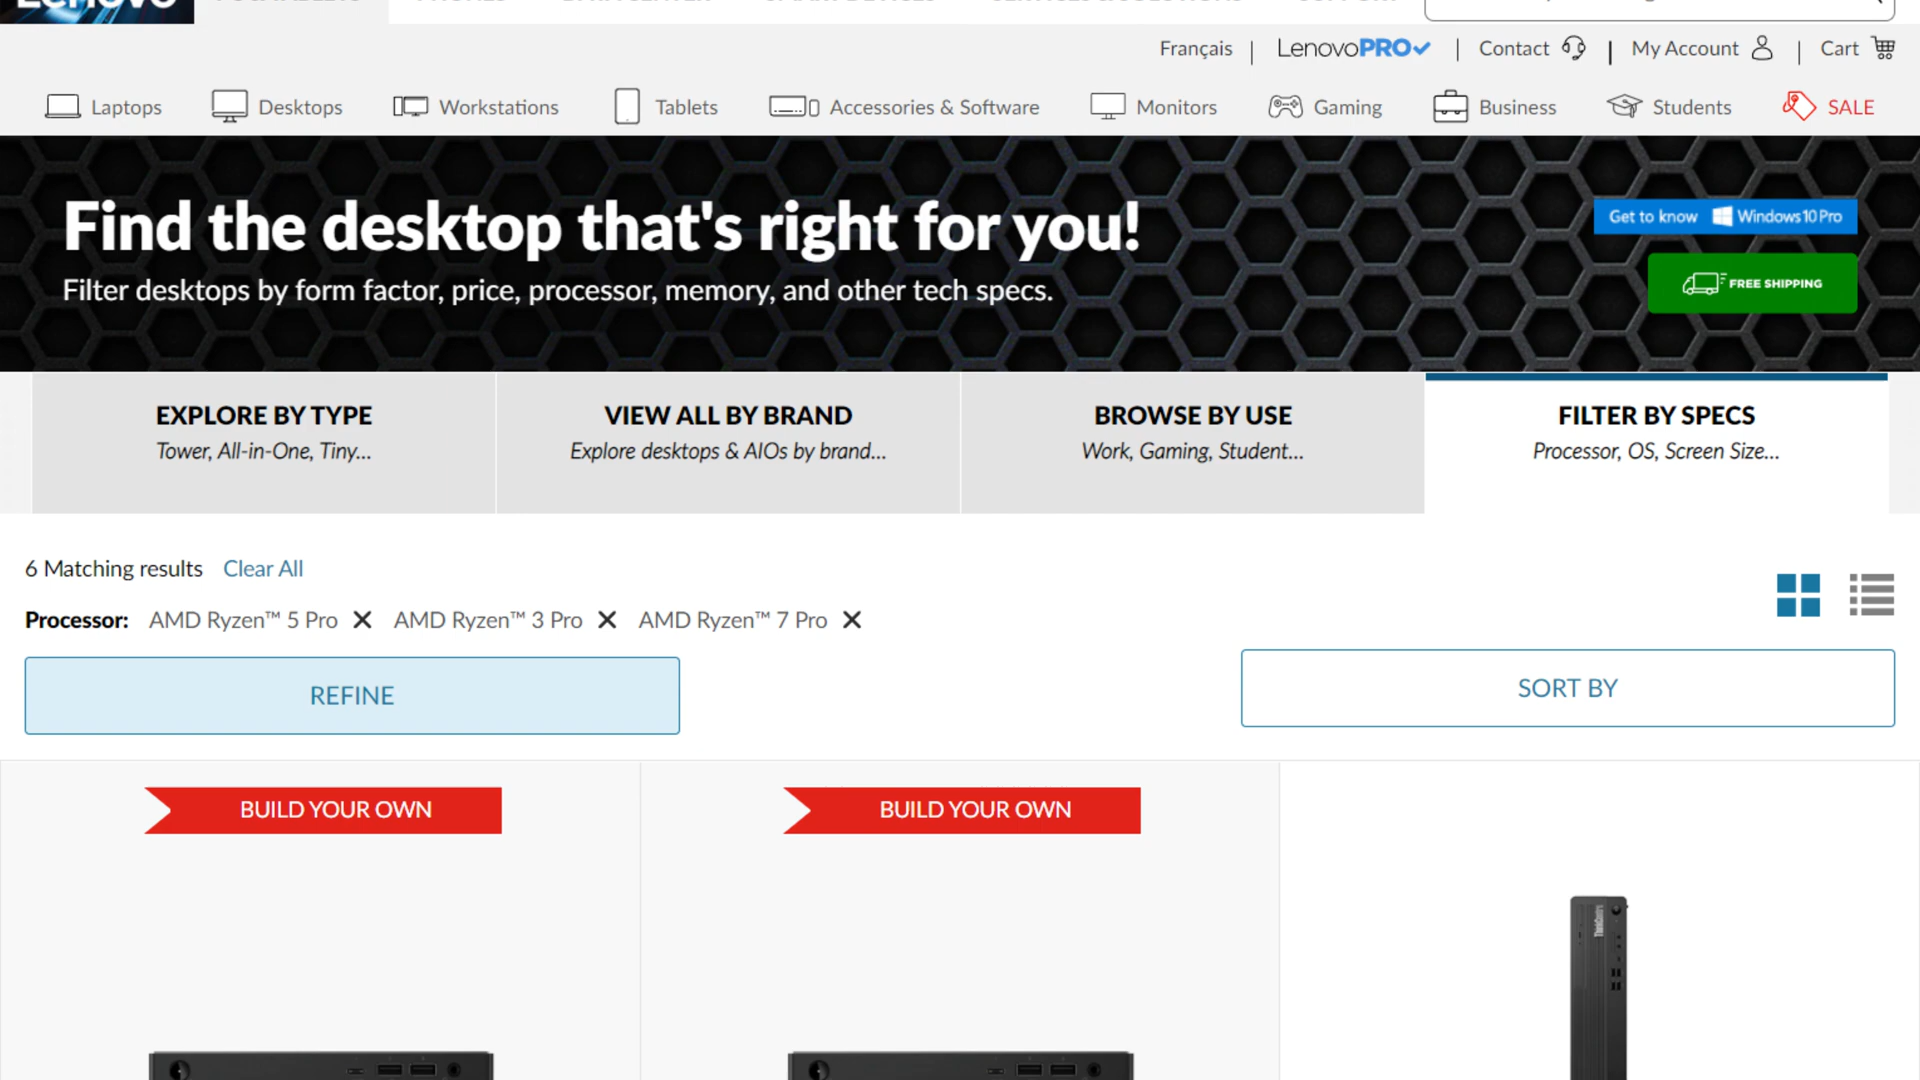 Français | LenovoPRO | Contact | My Account | Cart
Laptops Desktops Workstations Tablets Accessories & Software Monitors Gaming Business Students SALE
Find the desktop that's right for you!
Filter desktops by form factor, price, processor, memory, and other tech specs.
Get to know Windows 10 Pro
FREE SHIPPING
EXPLORE BY TYPE
Tower, All-in-One, Tiny...
VIEW ALL BY BRAND
Explore desktops & AIOs by brand...
BROWSE BY USE
Work, Gaming, Student...
FILTER BY SPECS
Processor, OS, Screen Size...
6 Matching results Clear All
Processor: AMD Ryzen™ 5 Pro AMD Ryzen™ 3 Pro AMD Ryzen™ 7 Pro
REFINE
SORT BY
BUILD YOUR OWN
BUILD YOUR OWN